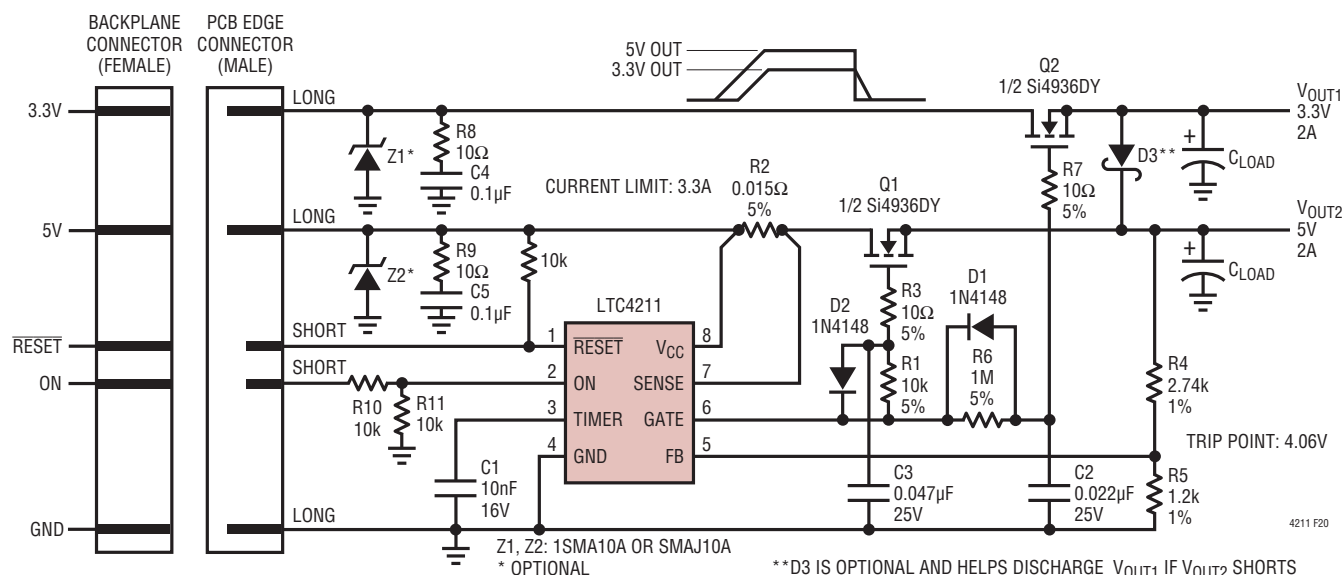 BACKPLANE
CONNECTOR
(FEMALE)
PCB EDGE
CONNECTOR
(MALE)
5V OUT
3.3V OUT
Q2
1/2 Si4936DY
3.3V
LONG
VOUT1
3.3V
2A
Z1*
R8
10Ω
C4
0.1µF
CURRENT LIMIT: 3.3A
R2
0.015Ω
5%
Q1
1/2 Si4936DY
R7
10Ω
5%
D3**
+
CLOAD
5V
LONG
VOUT2
5V
2A
Z2*
R9
10Ω
C5
0.1µF
10k
LTC4211
D2
1N4148
R3
10Ω
5%
D1
1N4148
+
CLOAD
RESET
SHORT
1
RESET
VCC
8
ON
SHORT
2
ON
SENSE
7
R1
10k
5%
R6
1M
5%
R4
2.74k
1%
R10
10k
R11
10k
3
TIMER
GATE
6
4
GND
FB
5
TRIP POINT: 4.06V
C1
10nF
16V
C3
0.047µF
25V
C2
0.022µF
25V
R5
1.2k
1%
GND
LONG
4211 F20
Z1, Z2: 1SMA10A OR SMAJ10A
* OPTIONAL
**D3 IS OPTIONAL AND HELPS DISCHARGE VOUT1 IF VOUT2 SHORTS